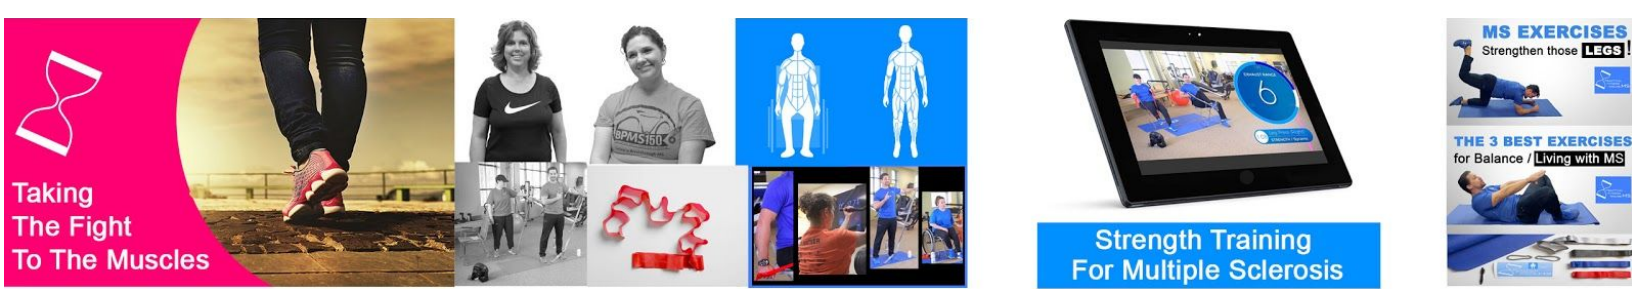 Taking
The Fight
To The Muscles
BPMS150
6
Strength Training
For Multiple Sclerosis
MS EXERCISES
Strengthen those LEGS!
THE 3 BEST EXERCISES
for Balance / Living with MS